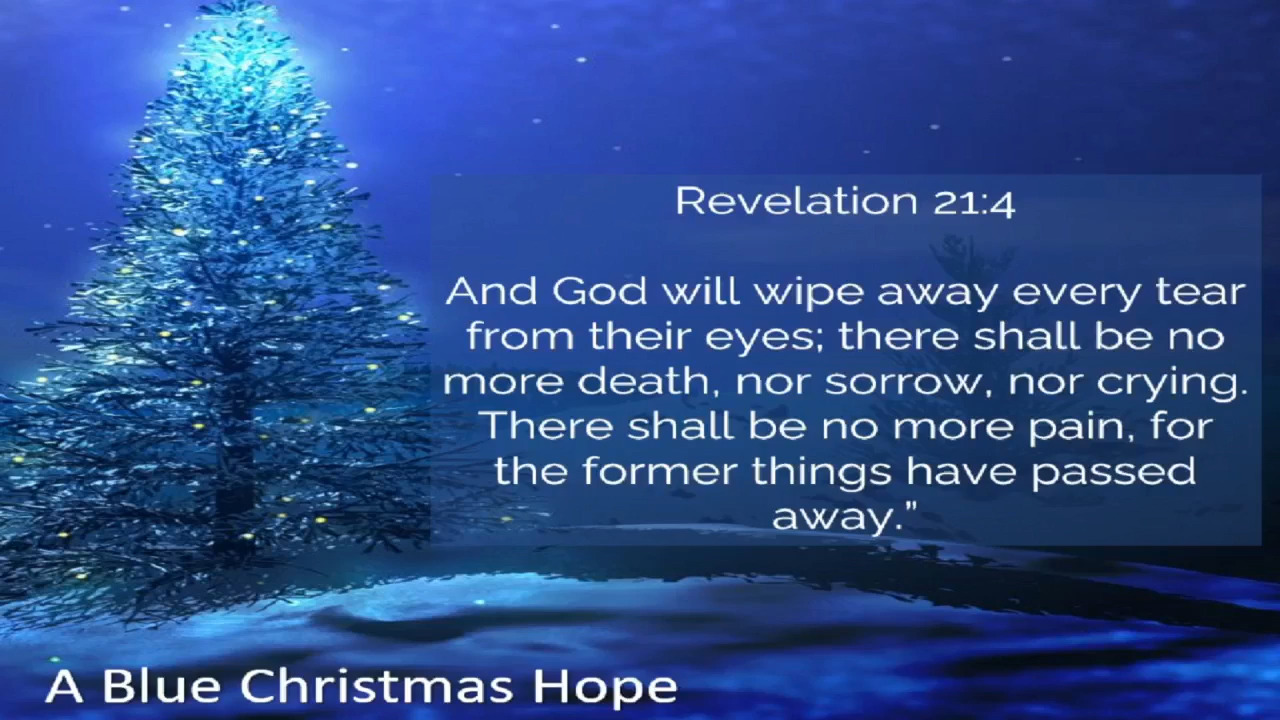 Revelation 21:4
And God will wipe away every tear
from their eyes; there shall be no
more death, nor sorrow, nor crying.
There shall be no more pain, for
the former things have passed
away.”
A Blue Christmas Hope